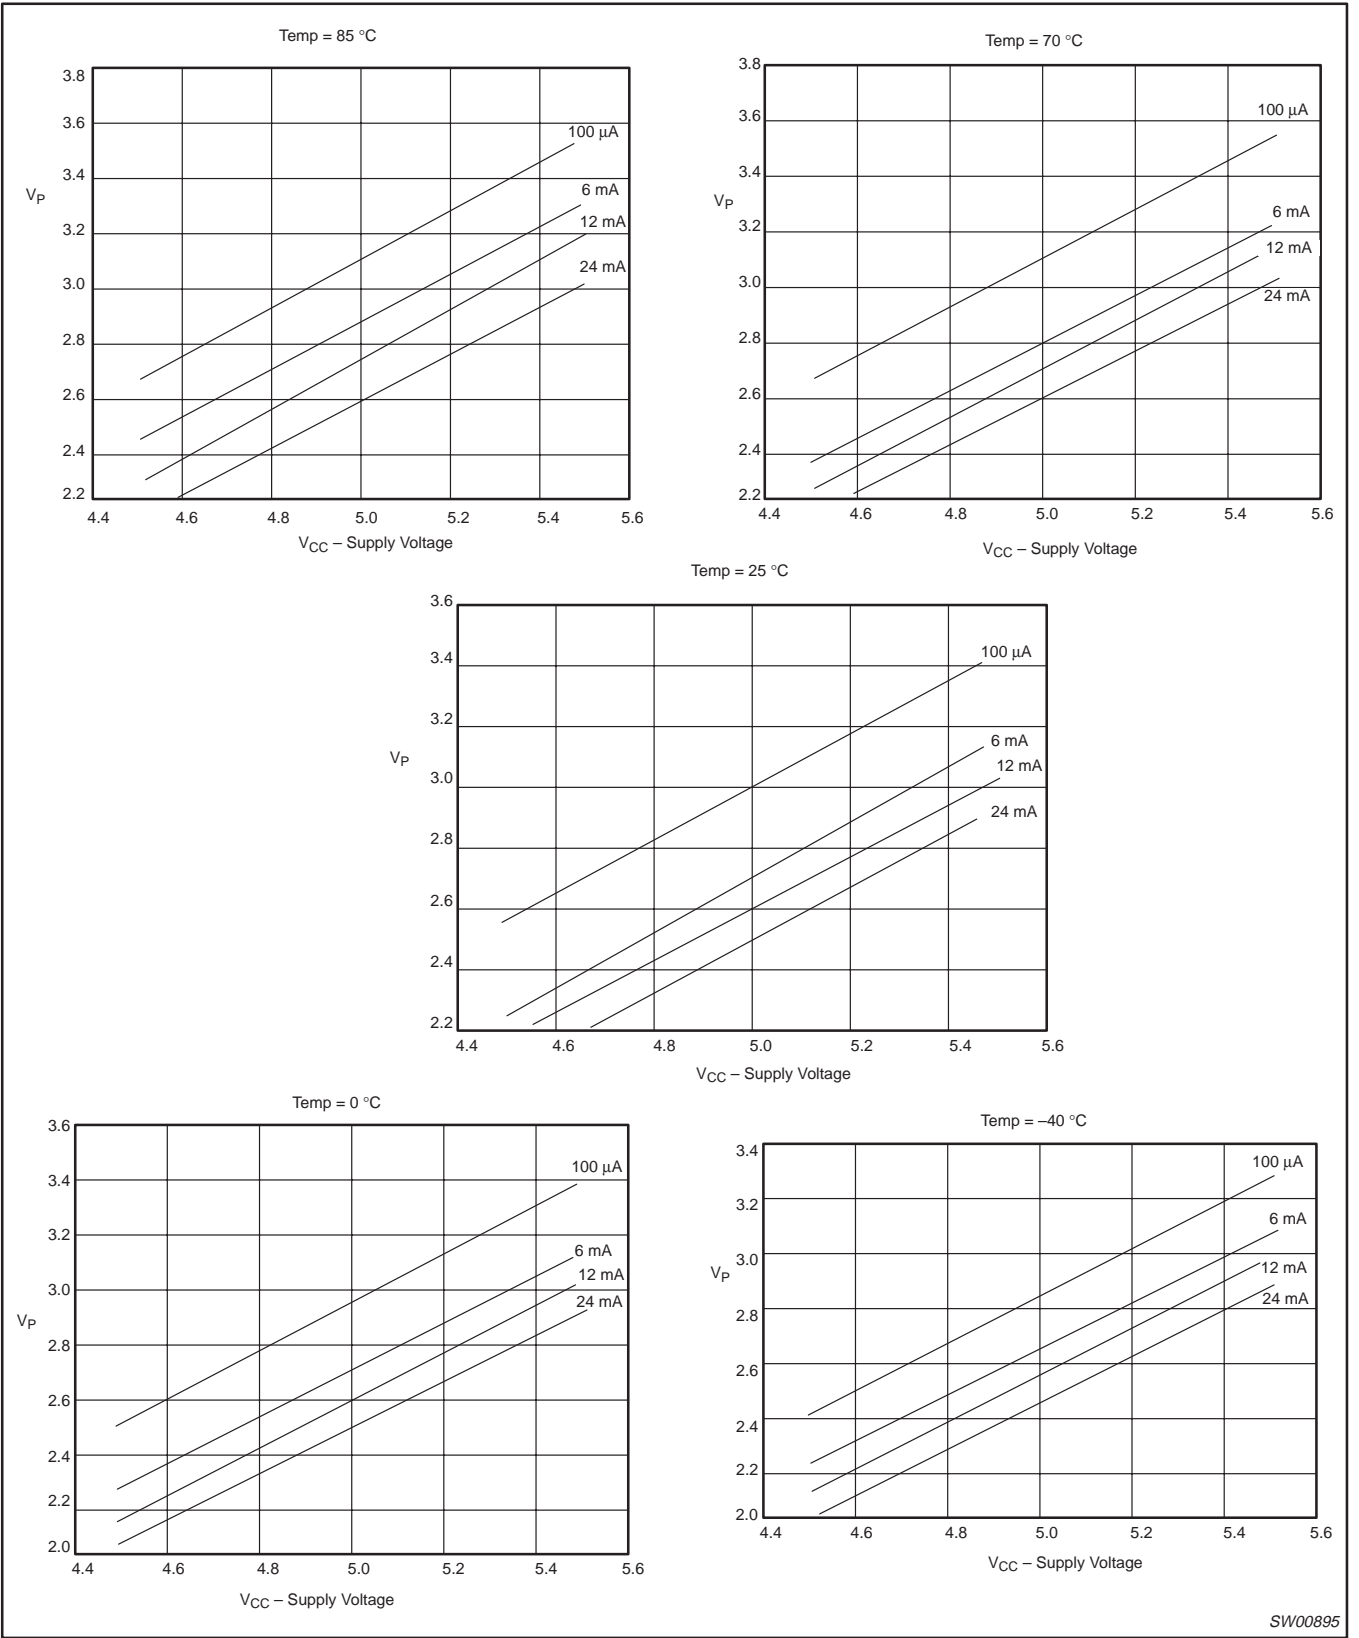 Temp = 85 °C
3.8
3.6
3.4
3.2
3.0
2.8
2.6
2.4
2.2
V_P
100 μA
6 mA
12 mA
24 mA
4.4 4.6 4.8 5.0 5.2 5.4 5.6
V_CC – Supply Voltage
Temp = 70 °C
3.8
3.6
3.4
3.2
3.0
2.8
2.6
2.4
2.2
V_P
100 μA
6 mA
12 mA
24 mA
4.4 4.6 4.8 5.0 5.2 5.4 5.6
V_CC – Supply Voltage
Temp = 25 °C
3.6
3.4
3.2
3.0
2.8
2.6
2.4
2.2
V_P
100 μA
6 mA
12 mA
24 mA
4.4 4.6 4.8 5.0 5.2 5.4 5.6
V_CC – Supply Voltage
Temp = 0 °C
3.6
3.4
3.2
3.0
2.8
2.6
2.4
2.2
2.0
V_P
100 μA
6 mA
12 mA
24 mA
4.4 4.6 4.8 5.0 5.2 5.4 5.6
V_CC – Supply Voltage
Temp = –40 °C
3.4
3.2
3.0
2.8
2.6
2.4
2.2
2.0
V_P
100 μA
6 mA
12 mA
24 mA
4.4 4.6 4.8 5.0 5.2 5.4 5.6
V_CC – Supply Voltage
SW00895